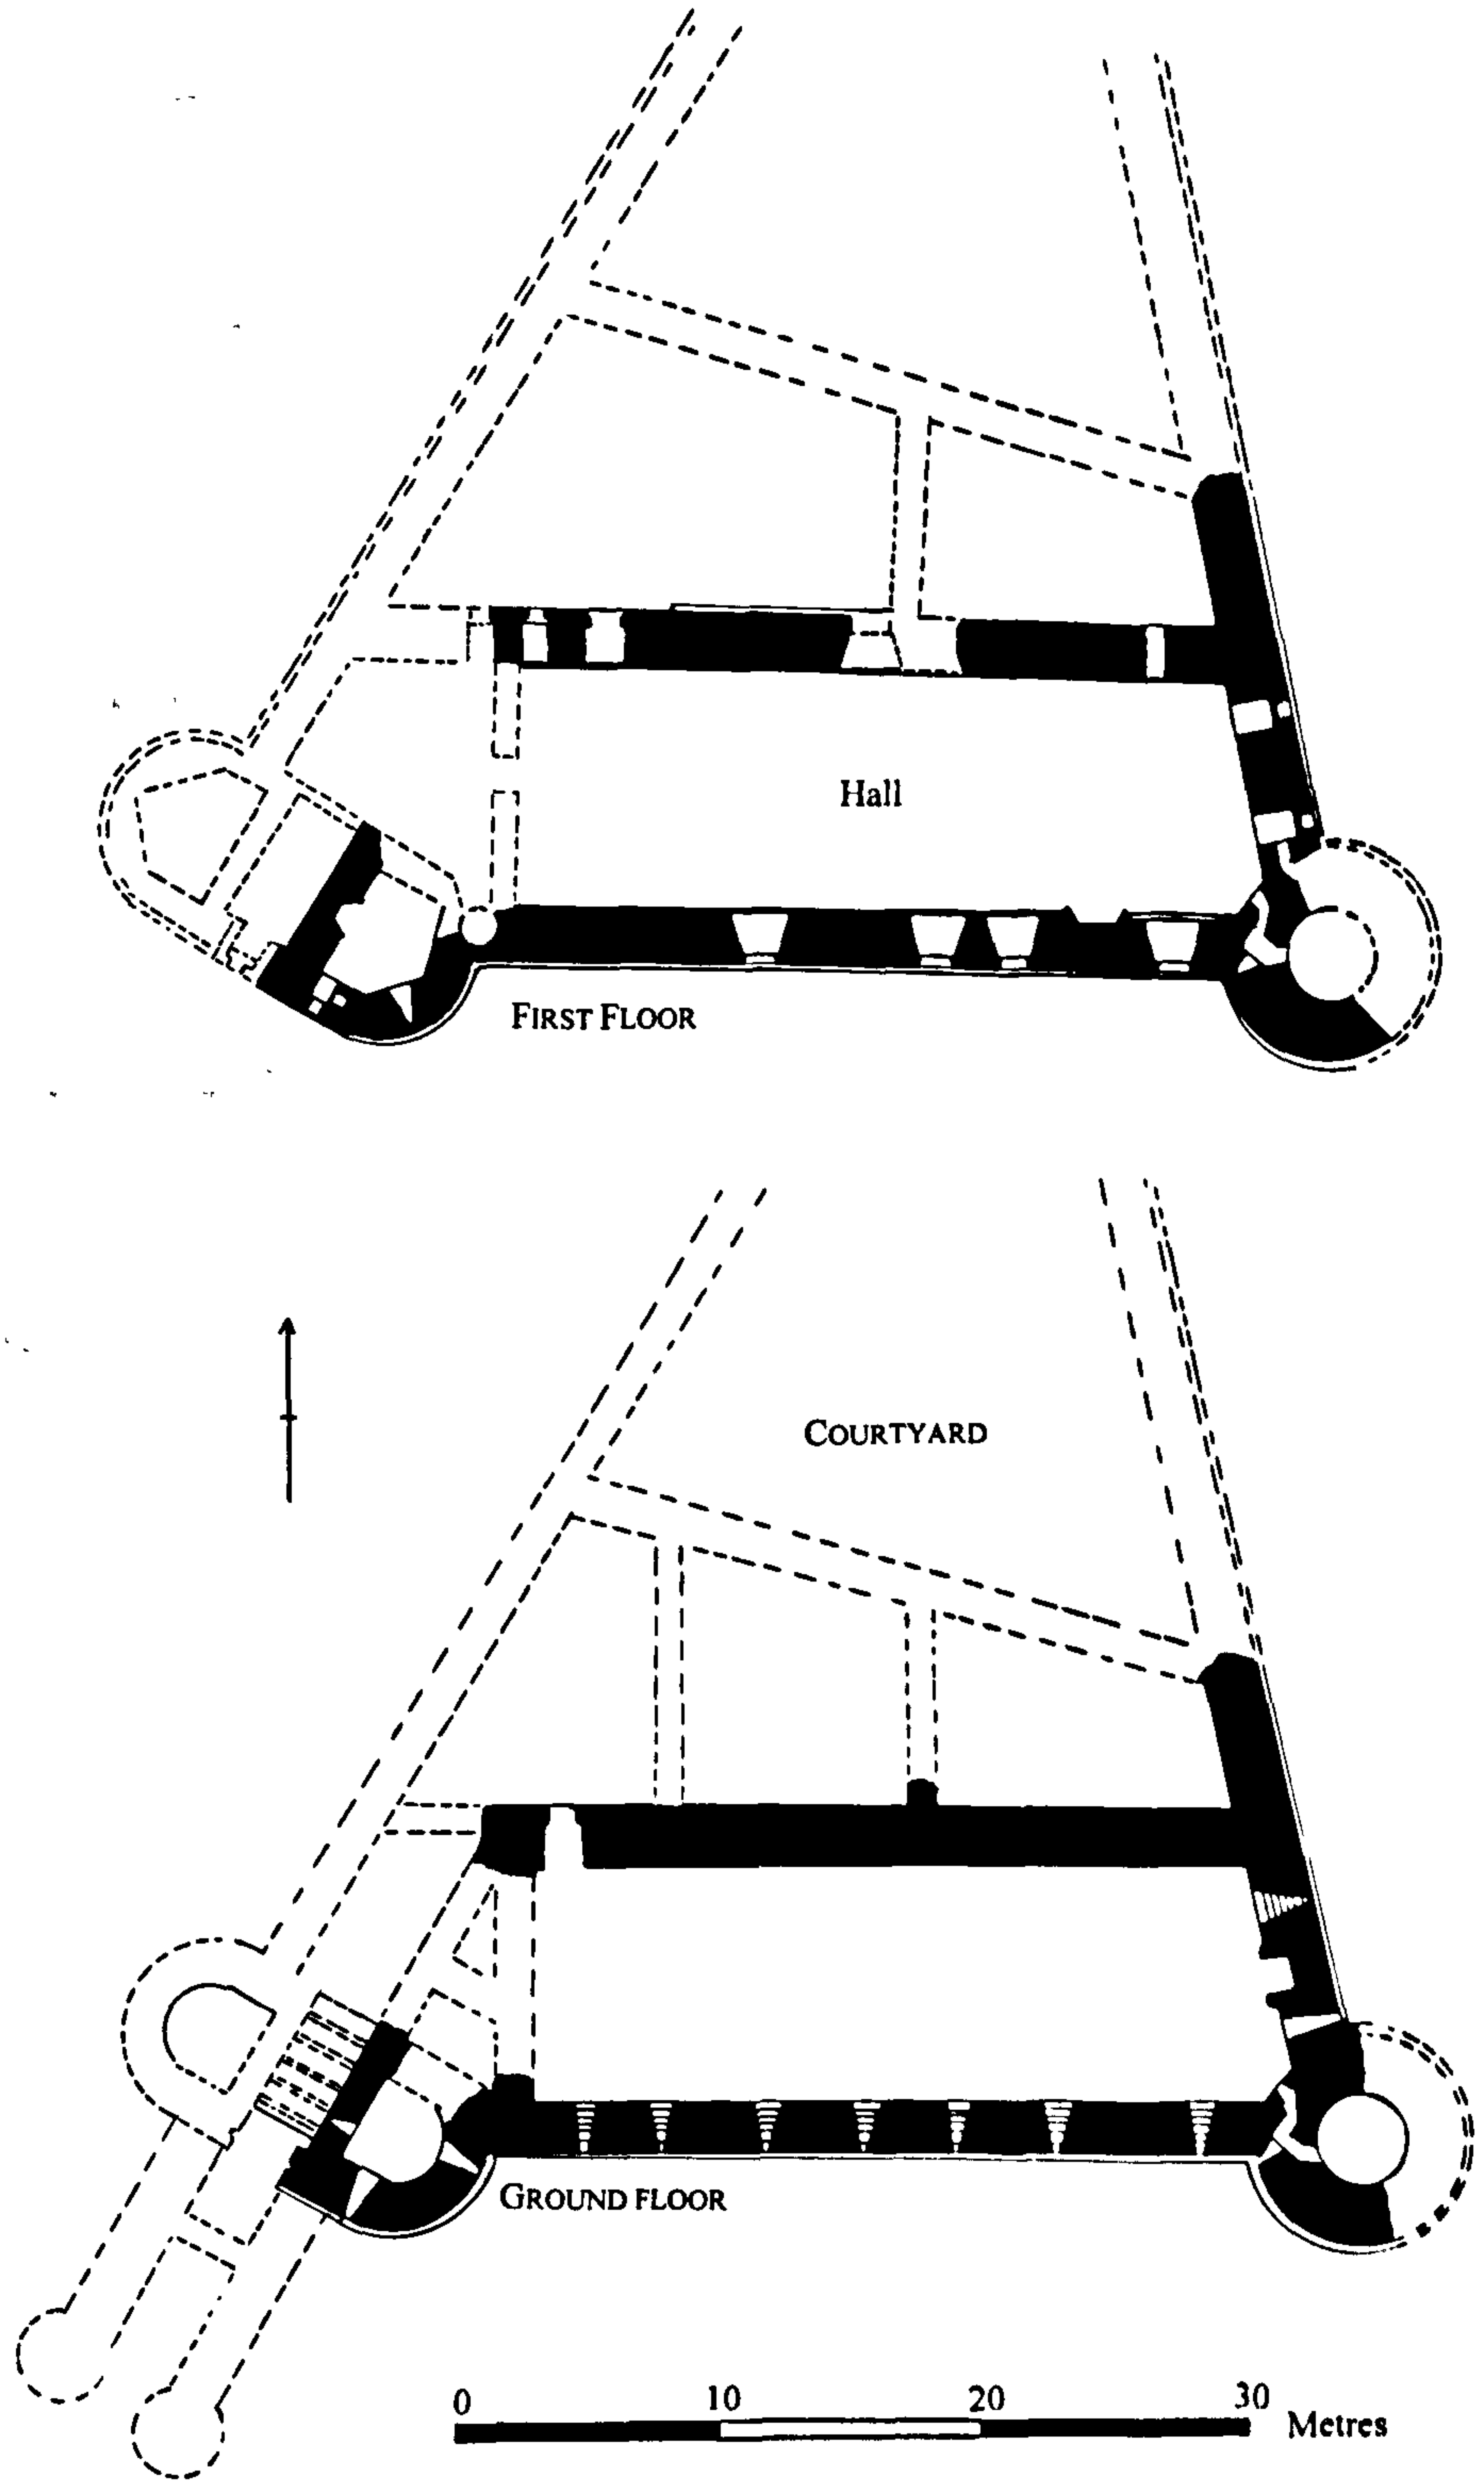 Hall
FIRST FLOOR
COURTYARD
GROUND FLOOR
0 10 20 30 Metres